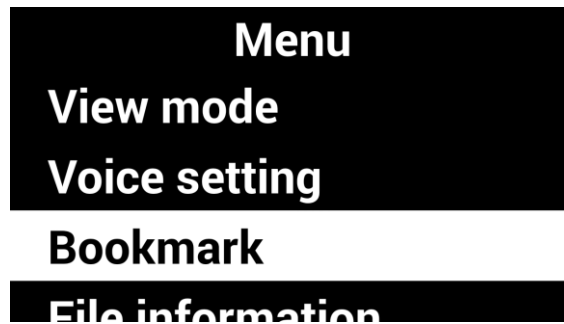 Menu
View mode
Voice setting
Bookmark
File information